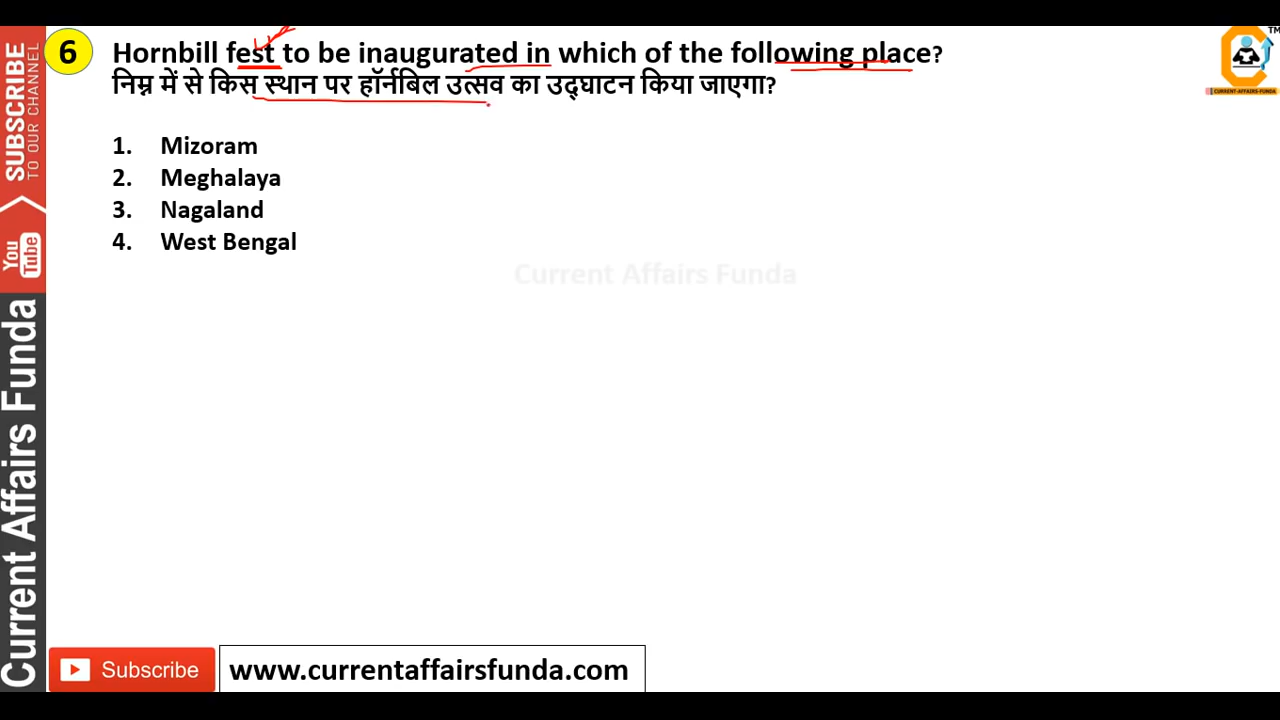 6 Hornbill fest to be inaugurated in which of the following place?
निम्न में से किस स्थान पर हॉर्नबिल उत्सव का उद्घाटन किया जाएगा?
1. Mizoram
2. Meghalaya
3. Nagaland
4. West Bengal
Current Affairs Funda
SUBSCRIBE
TO OUR CHANNEL
YouTube
Current Affairs Funda
TM
CURRENT-AFFAIRS-FUNDA
Subscribe
www.currentaffairsfunda.com